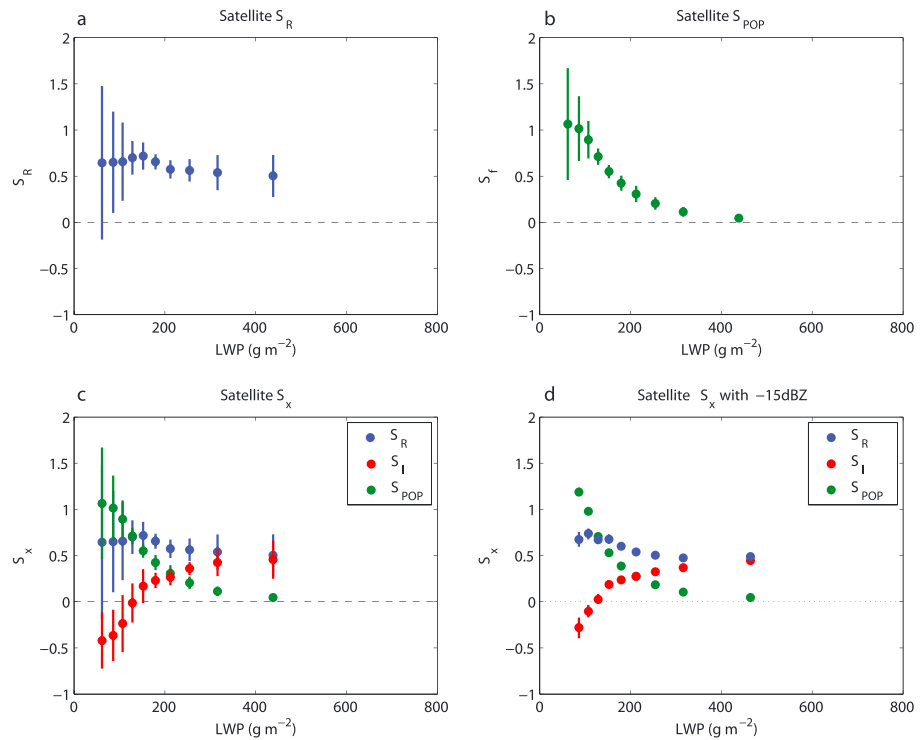 a
Satellite S_R
2
1.5
1
0.5
0
−0.5
−1
S_R
0
200
400
600
800
LWP (g m⁻²)
b
Satellite S_POP
2
1.5
1
0.5
0
−0.5
−1
S_f
0
200
400
600
800
LWP (g m⁻²)
c
Satellite S_x
2
1.5
1
0.5
0
−0.5
−1
S_x
S_R
S_I
S_POP
0
200
400
600
800
LWP (g m⁻²)
d
Satellite S_x with −15dBZ
2
1.5
1
0.5
0
−0.5
−1
S_x
S_R
S_I
S_POP
0
200
400
600
800
LWP (g m⁻²)